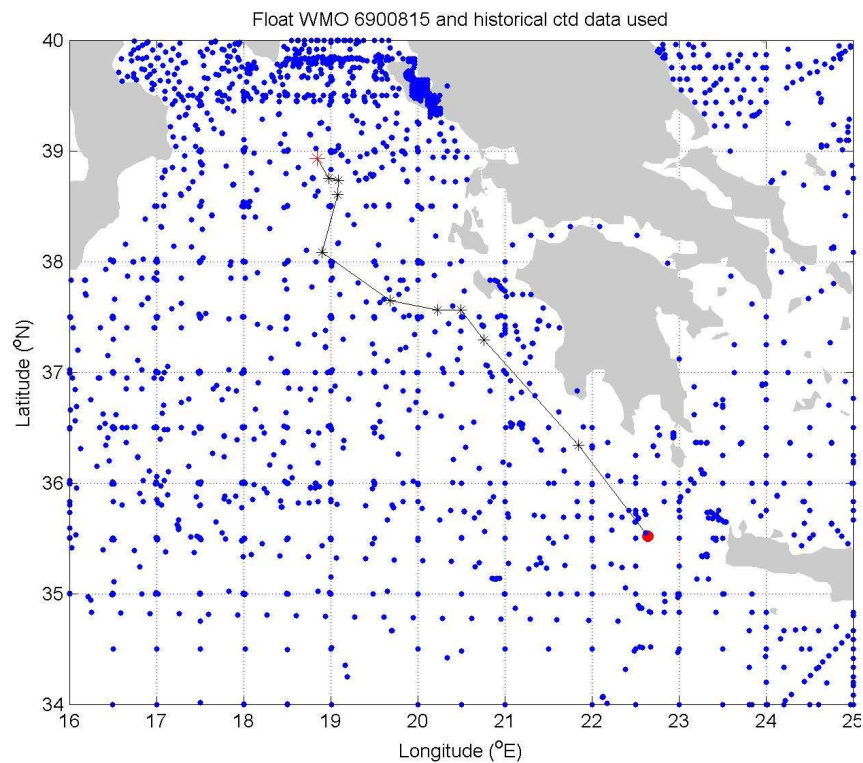 Float WMO 6900815 and historical ctd data used
40
39
38
37
36
35
34
Latitude (°N)
16 17 18 19 20 21 22 23 24 25
Longitude (°E)